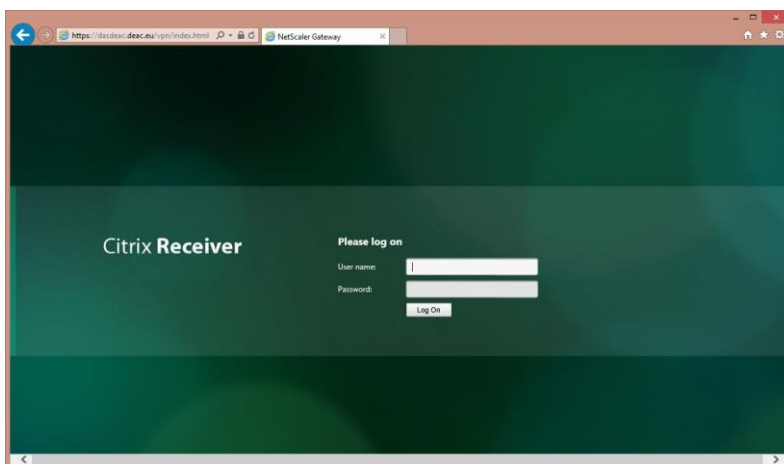 https://dasdeac.deac.eu/vpn/index.html
NetScaler Gateway
Citrix Receiver
Please log on
User name:
Password:
Log On